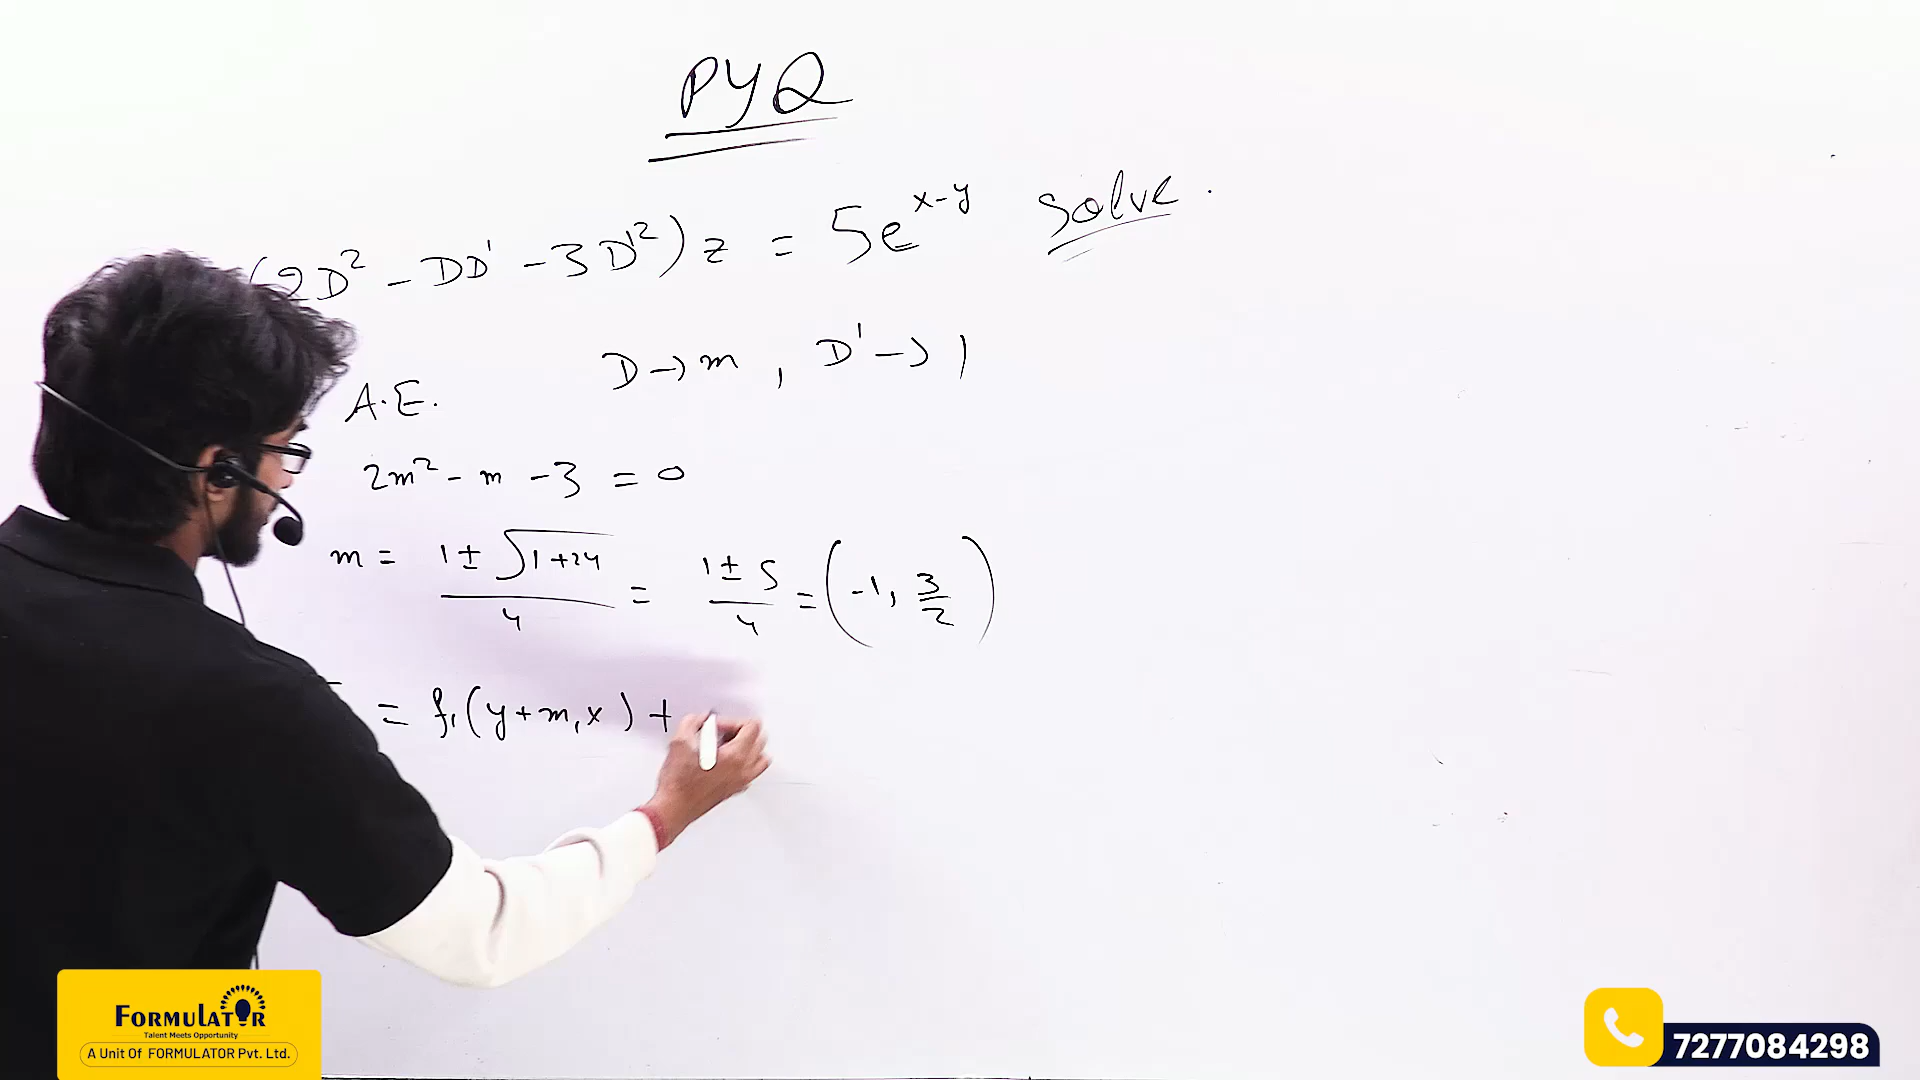 PYQ
(2D² - DD' - 3D'²) z = 5e^(x-y) Solve.
D → m , D' → 1
A.E.
2m² - m - 3 = 0
m = (1 ± √(1+24))/4 = (1 ± 5)/4 = (-1, 3/2)
= f₁(y + m₁x) +
FORMULATOR
Talent Meets Opportunity
A Unit Of FORMULATOR Pvt. Ltd.
7277084298